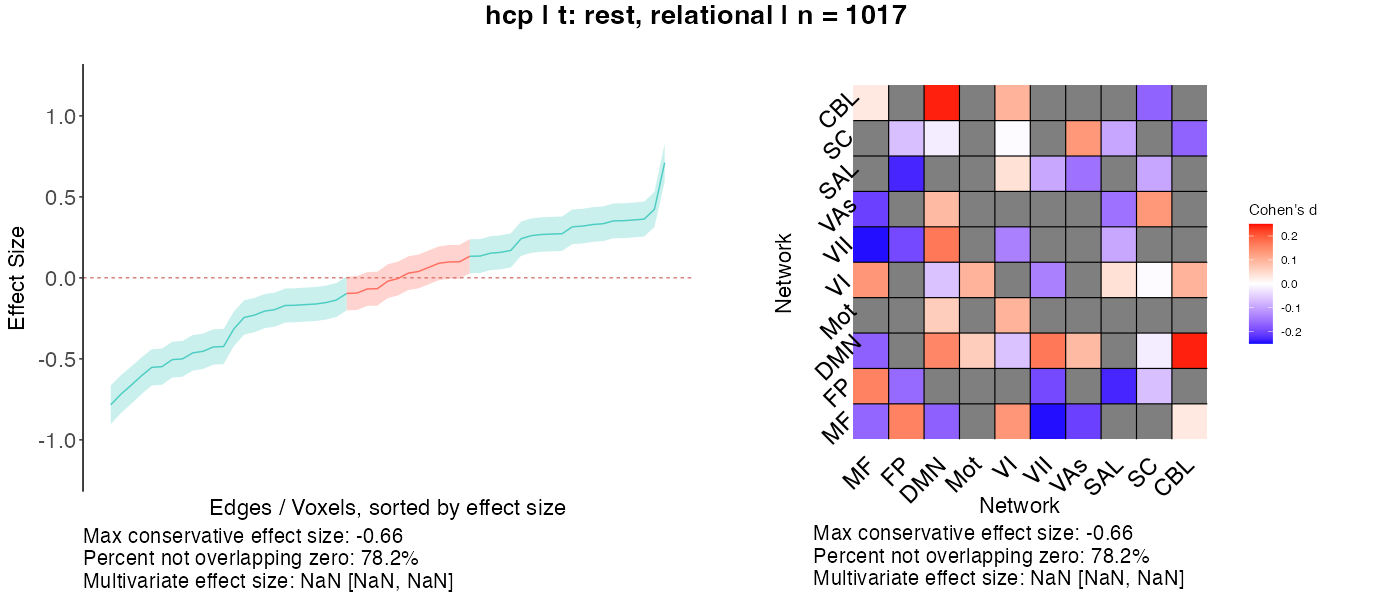 hcp | t: rest, relational | n = 1017
Effect Size
1.0
0.5
0.0
-0.5
-1.0
Edges / Voxels, sorted by effect size
Max conservative effect size: -0.66
Percent not overlapping zero: 78.2%
Multivariate effect size: NaN [NaN, NaN]
Network
CBL
SC
SAL
VAs
VII
VI
Mot
DMN
FP
MF
MF
FP
DMN
Mot
VI
VII
VAs
SAL
SC
CBL
Network
Max conservative effect size: -0.66
Percent not overlapping zero: 78.2%
Multivariate effect size: NaN [NaN, NaN]
Cohen's d
0.2
0.1
0.0
-0.1
-0.2